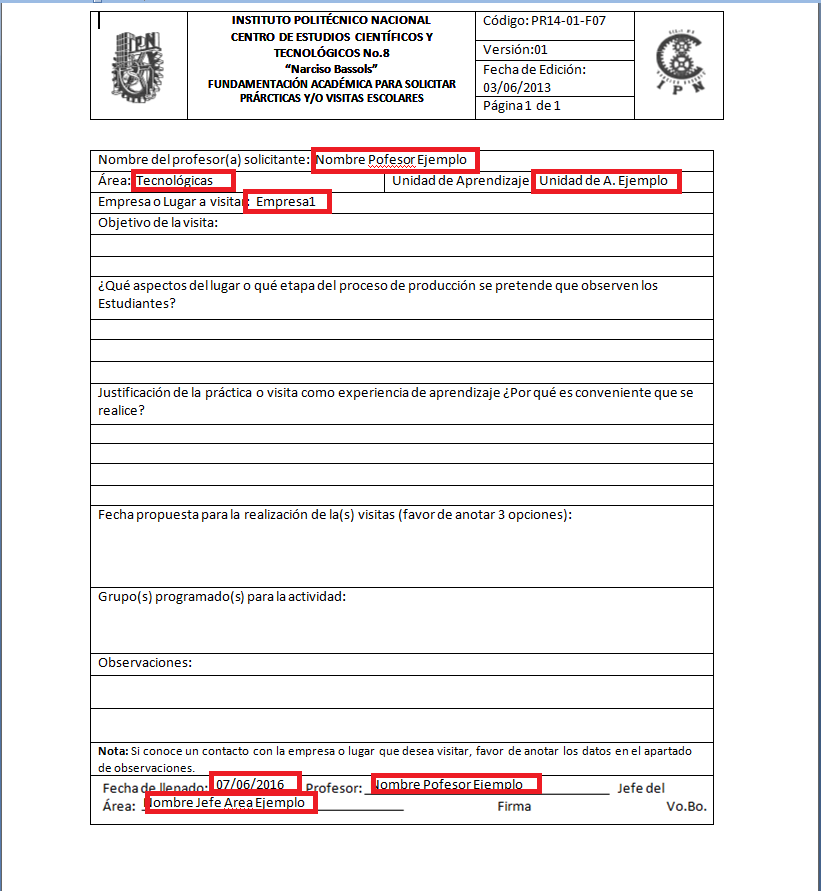 INSTITUTO POLITÉCNICO NACIONAL
CENTRO DE ESTUDIOS CIENTÍFICOS Y
TECNOLÓGICOS No.8
“Narciso Bassols”
FUNDAMENTACIÓN ACADÉMICA PARA SOLICITAR
PRÁRCTICAS Y/O VISITAS ESCOLARES
Código: PR14-01-F07
Versión:01
Fecha de Edición:
03/06/2013
Página 1 de 1
IPN
IPN
Nombre del profesor(a) solicitante: Nombre Pofesor Ejemplo
Área: Tecnológicas Unidad de Aprendizaje Unidad de A. Ejemplo
Empresa o Lugar a visitar: Empresa1
Objetivo de la visita:
¿Qué aspectos del lugar o qué etapa del proceso de producción se pretende que observen los
Estudiantes?
Justificación de la práctica o visita como experiencia de aprendizaje ¿Por qué es conveniente que se
realice?
Fecha propuesta para la realización de la(s) visitas (favor de anotar 3 opciones):
Grupo(s) programado(s) para la actividad:
Observaciones:
Nota: Si conoce un contacto con la empresa o lugar que desea visitar, favor de anotar los datos en el apartado
de observaciones.
Fecha de llenado: 07/06/2016 Profesor: Nombre Pofesor Ejemplo Jefe del
Área: Nombre Jefe Area Ejemplo Firma Vo.Bo.